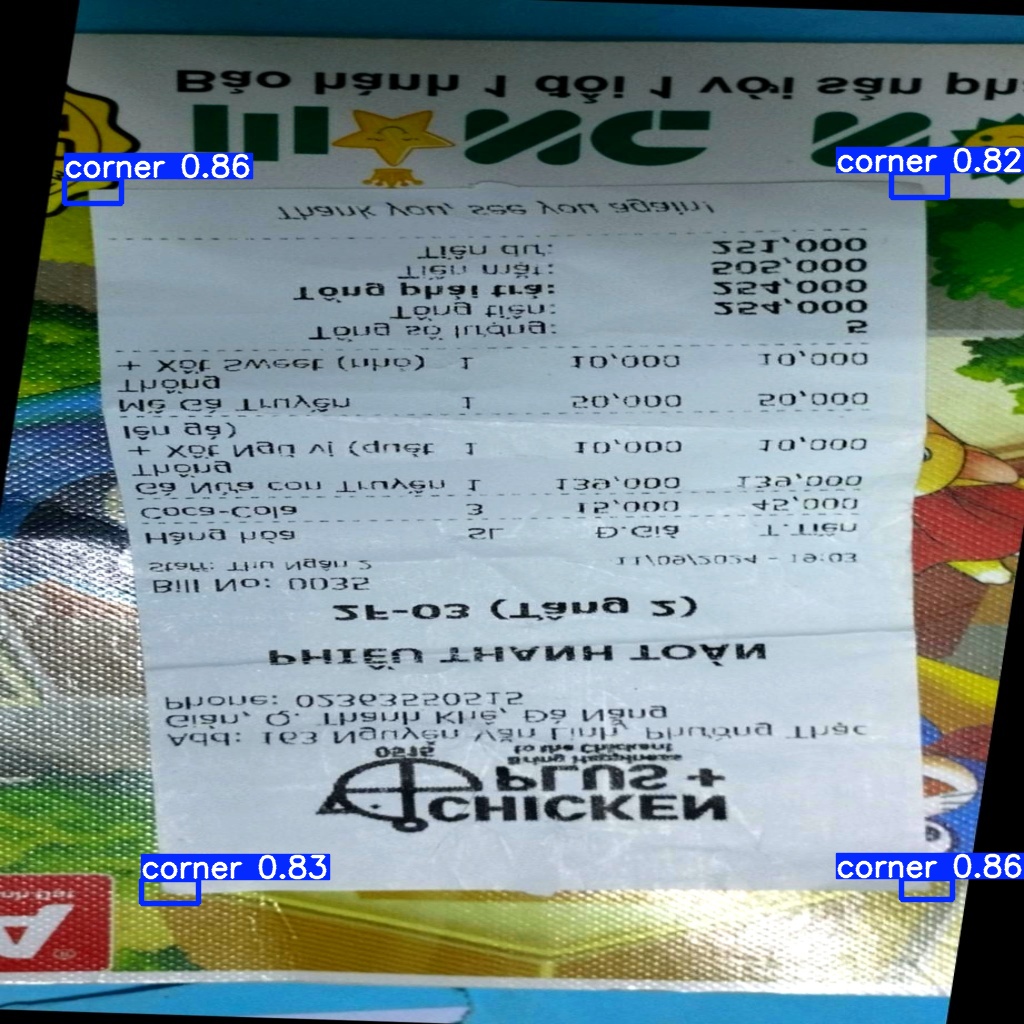 corner 0.83
corner 0.86
CHICKEN
PLUS +
Bring Happiness
to the Chickent
0515
Add: 163 Nguyễn Văn Linh, Phường Thạc
Gián, Q. Thanh Khê, Đà Nẵng
Phone: 02363550515
PHIẾU THANH TOÁN
2F-03 (Tầng 2)
Bill No: 0035
Staff: Thu Ngân 2 11/09/2024 - 19:03
Hàng hóa SL Đ.Giá T.Tiền
Coca-Cola 3 15,000 45,000
Gà Nửa con Truyền 1 139,000 139,000
Thống
+ Xốt Ngũ vị (quét 1 10,000 10,000
lên gà)
Mề Gà Truyền 1 50,000 50,000
Thống
+ Xốt Sweet (nhỏ) 1 10,000 10,000
Tổng số lượng: 5
Tổng tiền: 254,000
Tổng phải trả: 254,000
Tiền mặt: 505,000
Tiền dư: 251,000
Thank you, see you again!
corner 0.86
corner 0.82
Bảo hành 1 đổi 1 với sản ph